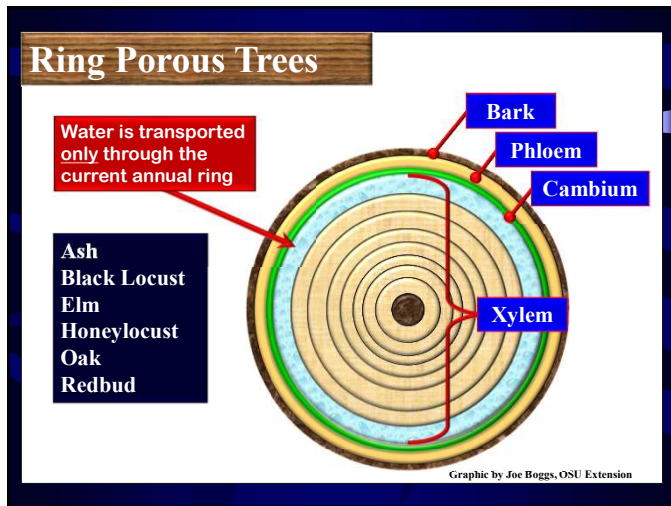 Ring Porous Trees
Water is transported
only through the
current annual ring
Bark
Phloem
Cambium
Ash
Black Locust
Elm
Honeylocust
Oak
Redbud
Xylem
Graphic by Joe Boggs, OSU Extension